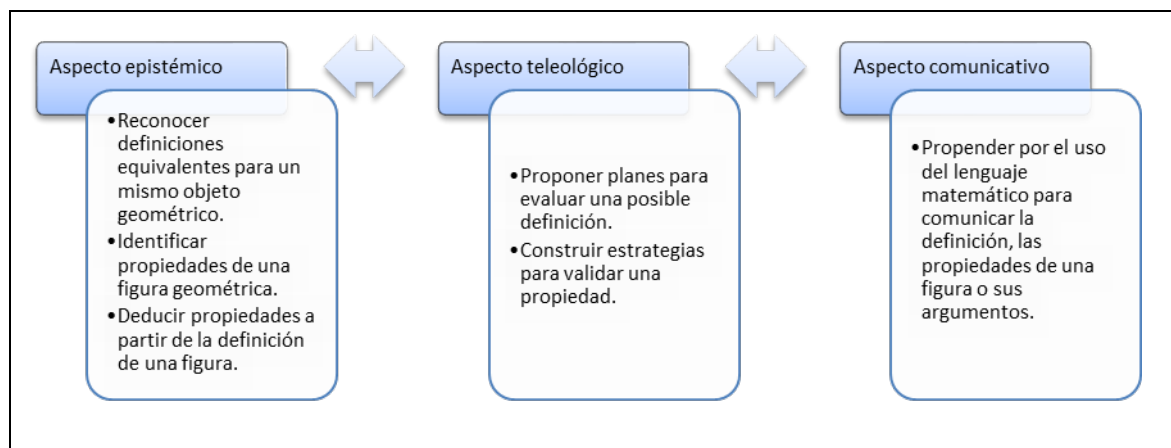 Aspecto epistémico
•Reconocer
definiciones
equivalentes para un
mismo objeto
geométrico.
•Identificar
propiedades de una
figura geométrica.
•Deducir propiedades a
partir de la definición
de una figura.
Aspecto teleológico
•Proponer planes para
evaluar una posible
definición.
•Construir estrategias
para validar una
propiedad.
Aspecto comunicativo
•Propender por el uso
del lenguaje
matemático para
comunicar la
definición, las
propiedades de una
figura o sus
argumentos.